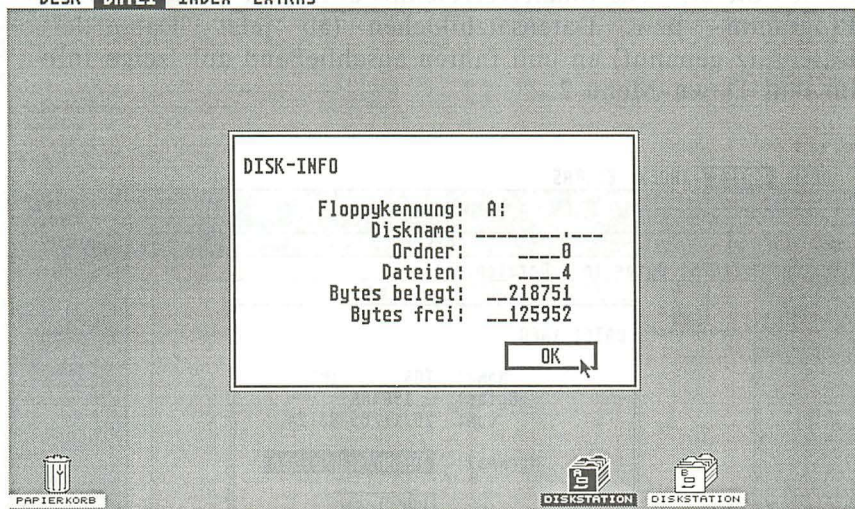 DESK DATEI INDEX EXTRAS
DISK-INFO
Floppykennung: A:
Diskname: ________.___
Ordner: ____0
Dateien: ____4
Bytes belegt: __218751
Bytes frei: __125952
OK
PAPIERKORB
A
DISKSTATION
B
DISKSTATION